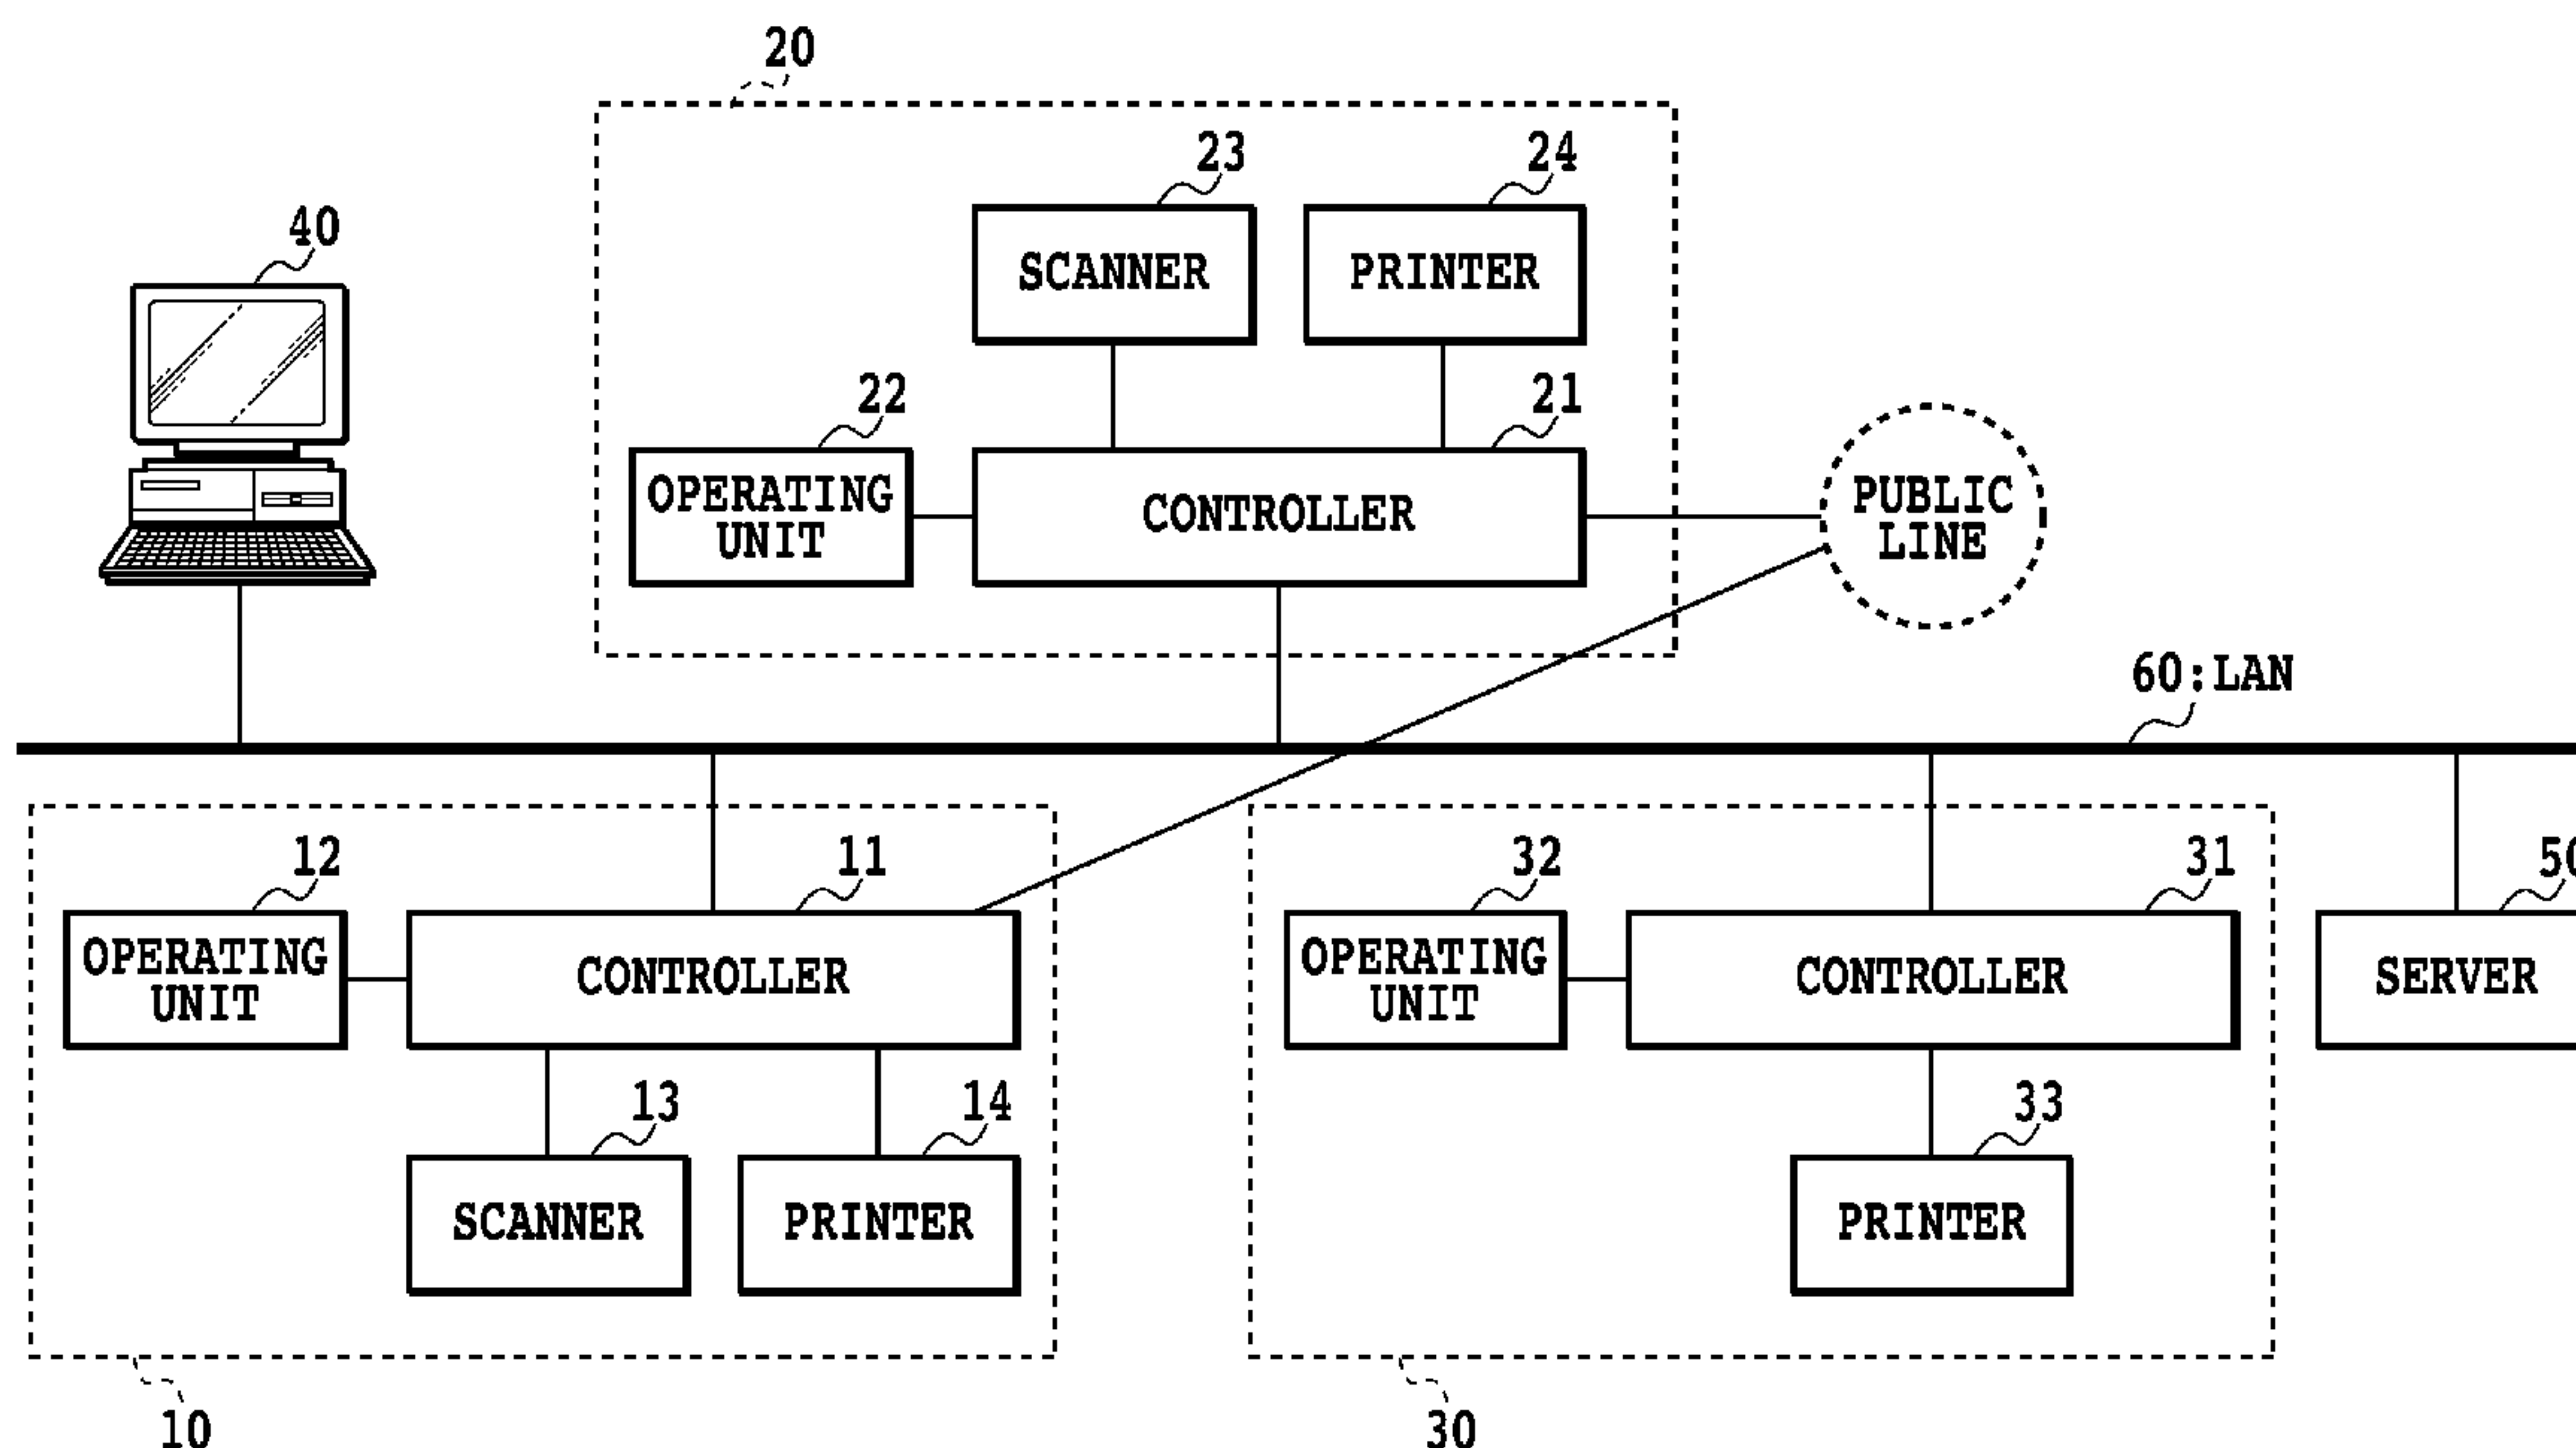 20
23
24
SCANNER
PRINTER
40
22
21
OPERATING
UNIT
CONTROLLER
PUBLIC
LINE
60:LAN
12
11
OPERATING
UNIT
CONTROLLER
13
14
SCANNER
PRINTER
10
32
31
OPERATING
UNIT
CONTROLLER
33
PRINTER
30
50
SERVER